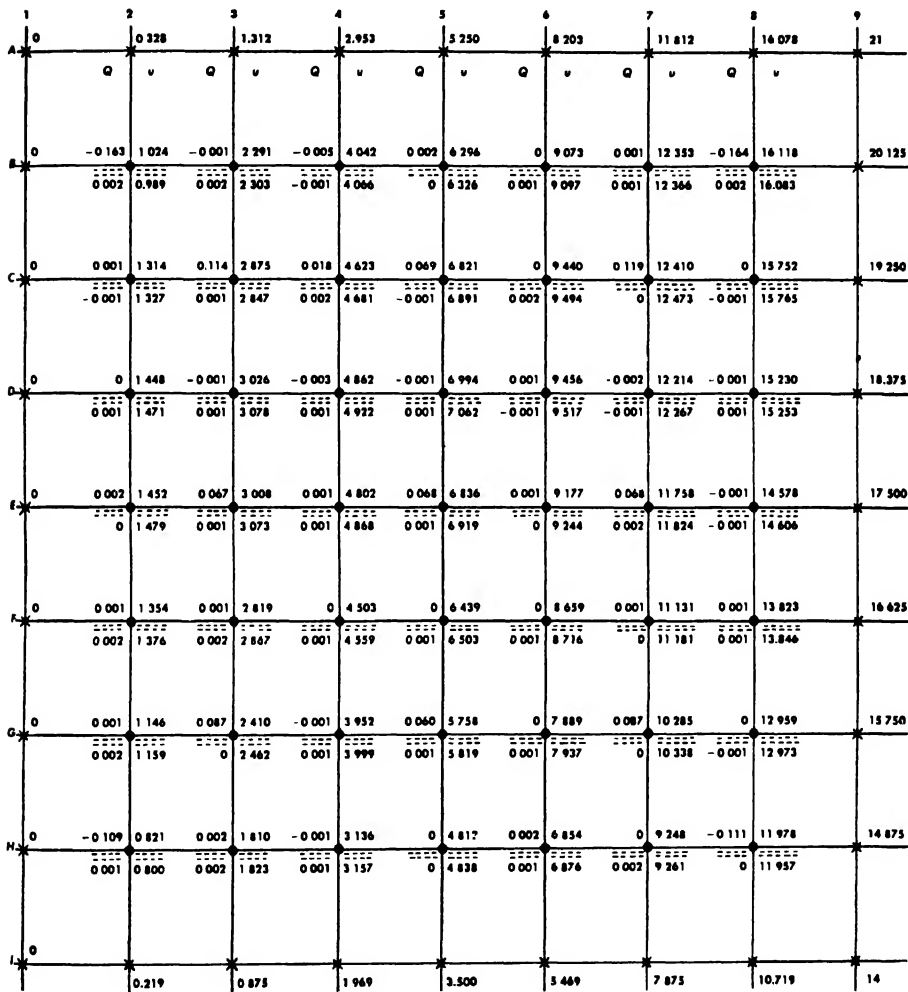 1 2 3 4 5 6 7 8 9
A 0 0 328 1.312 2.953 5 250 8 203 11 812 16 078 21
Q u Q u Q u Q u Q u Q u Q u
0 -0 163 1 024 -0 001 2 291 -0 005 4 042 0 002 6 296 0 9 073 0 001 12 353 -0 164 16 118 20 125
B
0 002 0.989 0 002 2 303 -0 001 4 066 0 6 326 0 001 9 097 0 001 12 366 0 002 16.083
0 0 001 1 314 0.114 2 875 0 018 4 623 0 069 6 821 0 9 440 0 119 12 410 0 15 752 19 250
C
-0 001 1 327 0 001 2 847 0 002 4 681 -0 001 6 891 0 002 9 494 0 12 473 -0 001 15 765
0 0 1 448 -0 001 3 026 -0 003 4 862 -0 001 6 994 0 001 9 456 -0 002 12 214 -0 001 15 230 18.375
D
0 001 1 471 0 001 3 078 0 001 4 922 0 001 7 062 -0 001 9 517 -0 001 12 267 0 001 15 253
0 0 002 1 452 0 067 3 008 0 001 4 802 0 068 6 836 0 001 9 177 0 068 11 758 -0 001 14 578 17 500
E
0 1 479 0 001 3 073 0 001 4 868 0 001 6 919 0 9 244 0 002 11 824 -0 001 14 606
0 0 001 1 354 0 001 2 819 0 4 503 0 6 439 0 8 659 0 001 11 131 0 001 13 823 16 625
F
0 002 1 376 0 002 2 867 0 001 4 559 0 001 6 503 0 001 8 716 0 11 181 0 001 13.846
0 0 001 1 146 0 087 2 410 -0 001 3 952 0 060 5 758 0 7 889 0 087 10 285 0 12 959 15 750
G
0 002 1 159 0 2 462 0 001 3 999 0 001 5 819 0 001 7 937 0 10 338 -0 001 12 973
0 -0 109 0 821 0 002 1 810 -0 001 3 136 0 4 817 0 002 6 854 0 9 248 -0 111 11 978 14 875
H
0 001 0 800 0 002 1 823 0 001 3 157 0 4 838 0 001 6 876 0 002 9 261 0 11 957
I 0
0.219 0 875 1 969 3.500 5 469 7 875 10.719 14